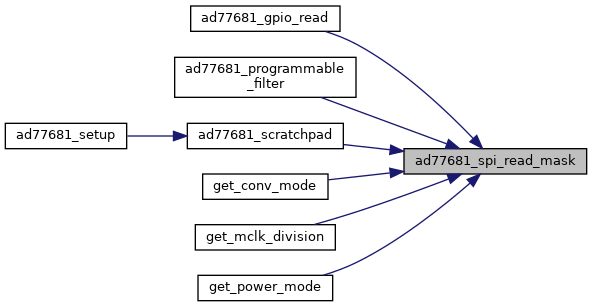 ad77681_gpio_read
ad77681_programmable
_filter
ad77681_setup
ad77681_scratchpad
ad77681_spi_read_mask
get_conv_mode
get_mclk_division
get_power_mode